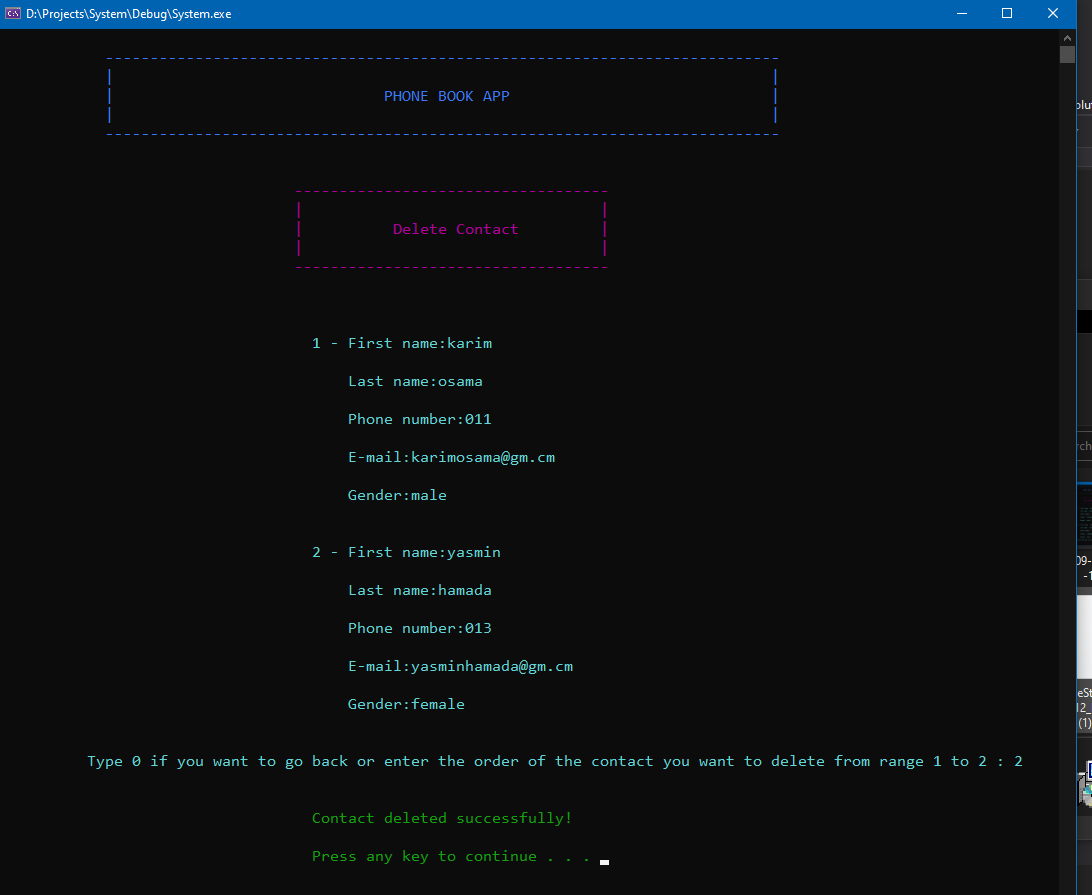 D:\Projects\System\Debug\System.exe
PHONE BOOK APP
Delete Contact
1 - First name:karim
Last name:osama
Phone number:011
E-mail:karimosama@gm.cm
Gender:male
2 - First name:yasmin
Last name:hamada
Phone number:013
E-mail:yasminhamada@gm.cm
Gender:female
Type 0 if you want to go back or enter the order of the contact you want to delete from range 1 to 2 : 2
Contact deleted successfully!
Press any key to continue . . .